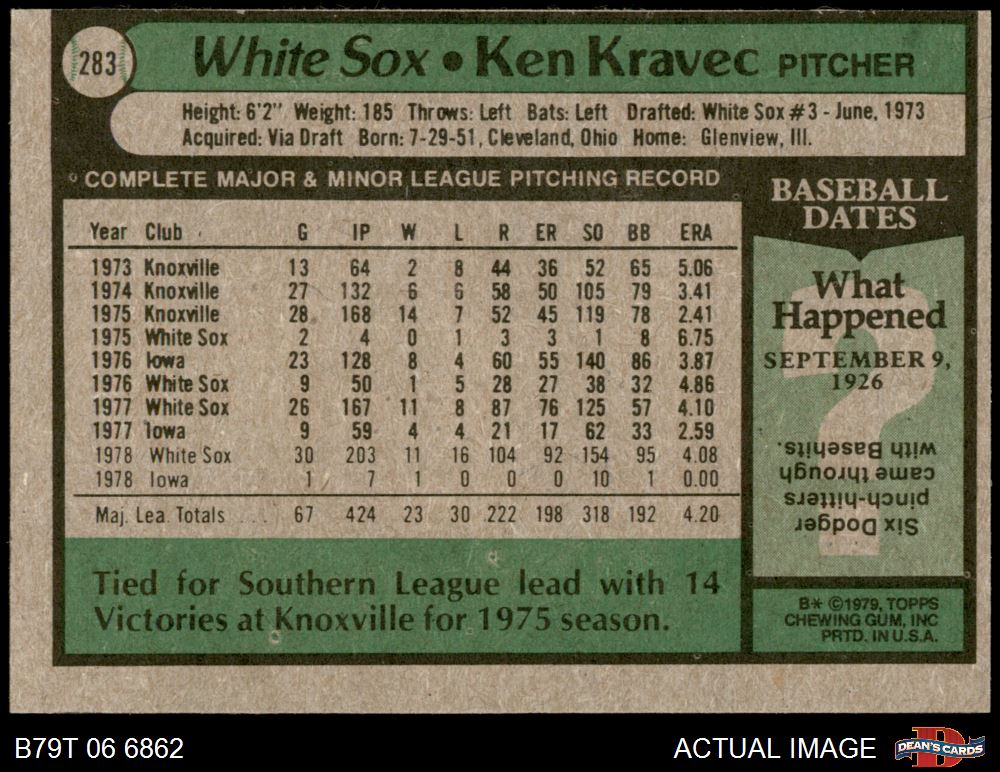 283
White Sox • Ken Kravec PITCHER
Height: 6'2" Weight: 185 Throws: Left Bats: Left Drafted: White Sox #3 - June, 1973
Acquired: Via Draft Born: 7-29-51, Cleveland, Ohio Home: Glenview, Ill.
COMPLETE MAJOR & MINOR LEAGUE PITCHING RECORD
Year Club G IP W L R ER SO BB ERA
1973 Knoxville 13 64 2 8 44 36 52 65 5.06
1974 Knoxville 27 132 6 6 58 50 105 79 3.41
1975 Knoxville 28 168 14 7 52 45 119 78 2.41
1975 White Sox 2 4 0 1 3 3 1 8 6.75
1976 Iowa 23 128 8 4 60 55 140 86 3.87
1976 White Sox 9 50 1 5 28 27 38 32 4.86
1977 White Sox 26 167 11 8 87 76 125 57 4.10
1977 Iowa 9 59 4 4 21 17 62 33 2.59
1978 White Sox 30 203 11 16 104 92 154 95 4.08
1978 Iowa 1 7 1 0 0 0 10 1 0.00
Maj. Lea. Totals .... 67 424 23 30 222 198 318 192 4.20
Tied for Southern League lead with 14
Victories at Knoxville for 1975 season.
BASEBALL
DATES
What
Happened
SEPTEMBER 9,
1926
Six Dodger
pinch-hitters
came through
with Basehits.
B* ©1979, TOPPS
CHEWING GUM, INC
PRTD. IN U.S.A.
B79T 06 6862
ACTUAL IMAGE
D
DEAN'S CARDS